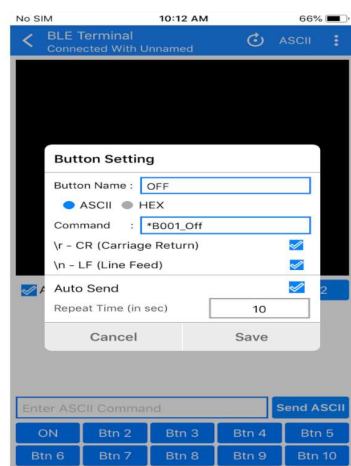 No SIM 10:12 AM 66%
BLE Terminal
Connected With Unnamed
ASCII
Button Setting
Button Name : OFF
ASCII HEX
Command : *B001_Off
\r - CR (Carriage Return)
\n - LF (Line Feed)
A 2
Auto Send
Repeat Time (in sec) 10
Cancel Save
Enter ASCII Command Send ASCII
ON Btn 2 Btn 3 Btn 4 Btn 5
Btn 6 Btn 7 Btn 8 Btn 9 Btn 10